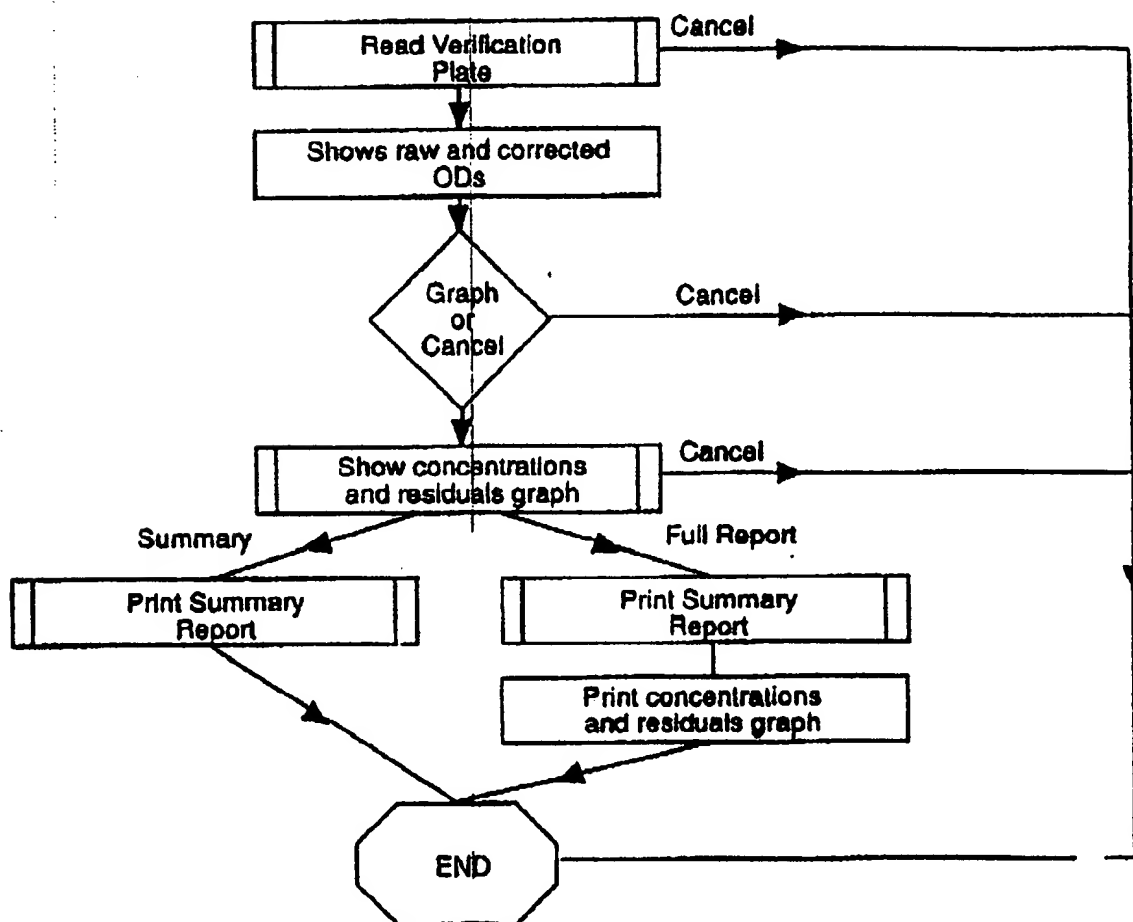 Read Verification
Plate
Cancel
Shows raw and corrected
ODs
Graph
or
Cancel
Cancel
Show concentrations
and residuals graph
Cancel
Summary
Full Report
Print Summary
Report
Print Summary
Report
Print concentrations
and residuals graph
END